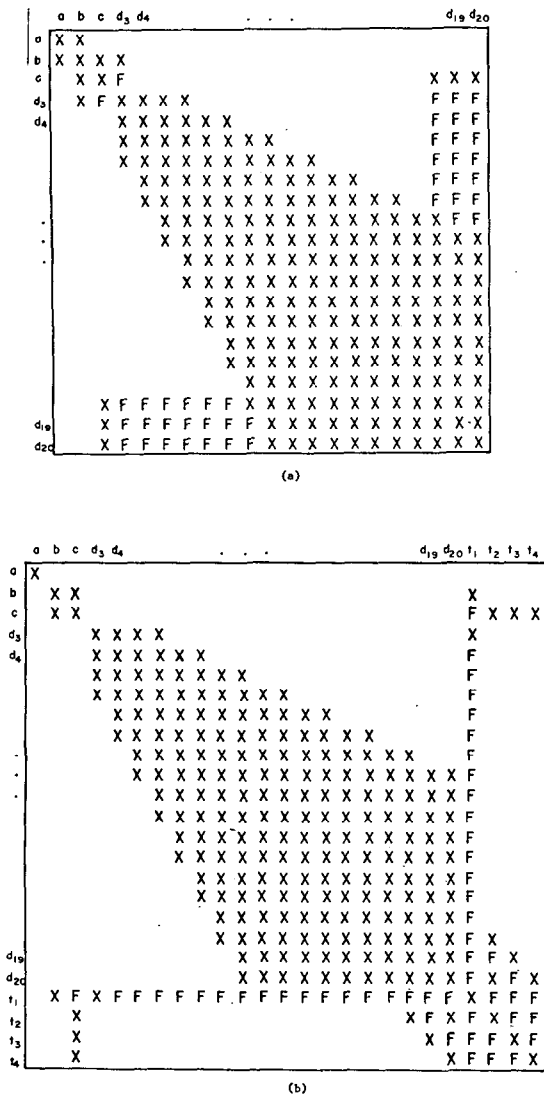 a b c d3 d4 . . . d19 d20
a X X
b X X X X
c X X F X X X
d3 X F X X X X F F F
d4 X X X X X X F F F
X X X X X X X X F F F
X X X X X X X X X X F F F
X X X X X X X X X X X F F F
X X X X X X X X X X X X X F F F
. X X X X X X X X X X X X X X F F
. X X X X X X X X X X X X X X X X
. X X X X X X X X X X X X X X X
X X X X X X X X X X X X X X X
X X X X X X X X X X X X X X
X X X X X X X X X X X X X X
X X X X X X X X X X X X X
X X X X X X X X X X X X X
X X X X X X X X X X X X
X F F F F F F X X X X X X X X X X X X
d19 X F F F F F F F X X X X X X X X X X X
d20 X F F F F F F F X X X X X X X X X X X
(a)
a b c d3 d4 . . . d19 d20 t1 t2 t3 t4
a X
b X X X
c X X F X X X
d3 X X X X X
d4 X X X X X X F
X X X X X X X X F
X X X X X X X X X X F
X X X X X X X X X X X F
X X X X X X X X X X X X X F
. X X X X X X X X X X X X X X F
. X X X X X X X X X X X X X X X X F
. X X X X X X X X X X X X X X X F
X X X X X X X X X X X X X X X F
X X X X X X X X X X X X X X F
X X X X X X X X X X X X X X F
X X X X X X X X X X X X X F
X X X X X X X X X X X X X F
X X X X X X X X X X X X F
X X X X X X X X X X X X F X
d19 X X X X X X X X X X X F F X
d20 X X X X X X X X X X X F F F X
t1 X F X F F F F F F F F F F F F F F F F F X F F F
t2 X X F X F X F F
t3 X X F F F X F
t4 X X F F F F
(b)